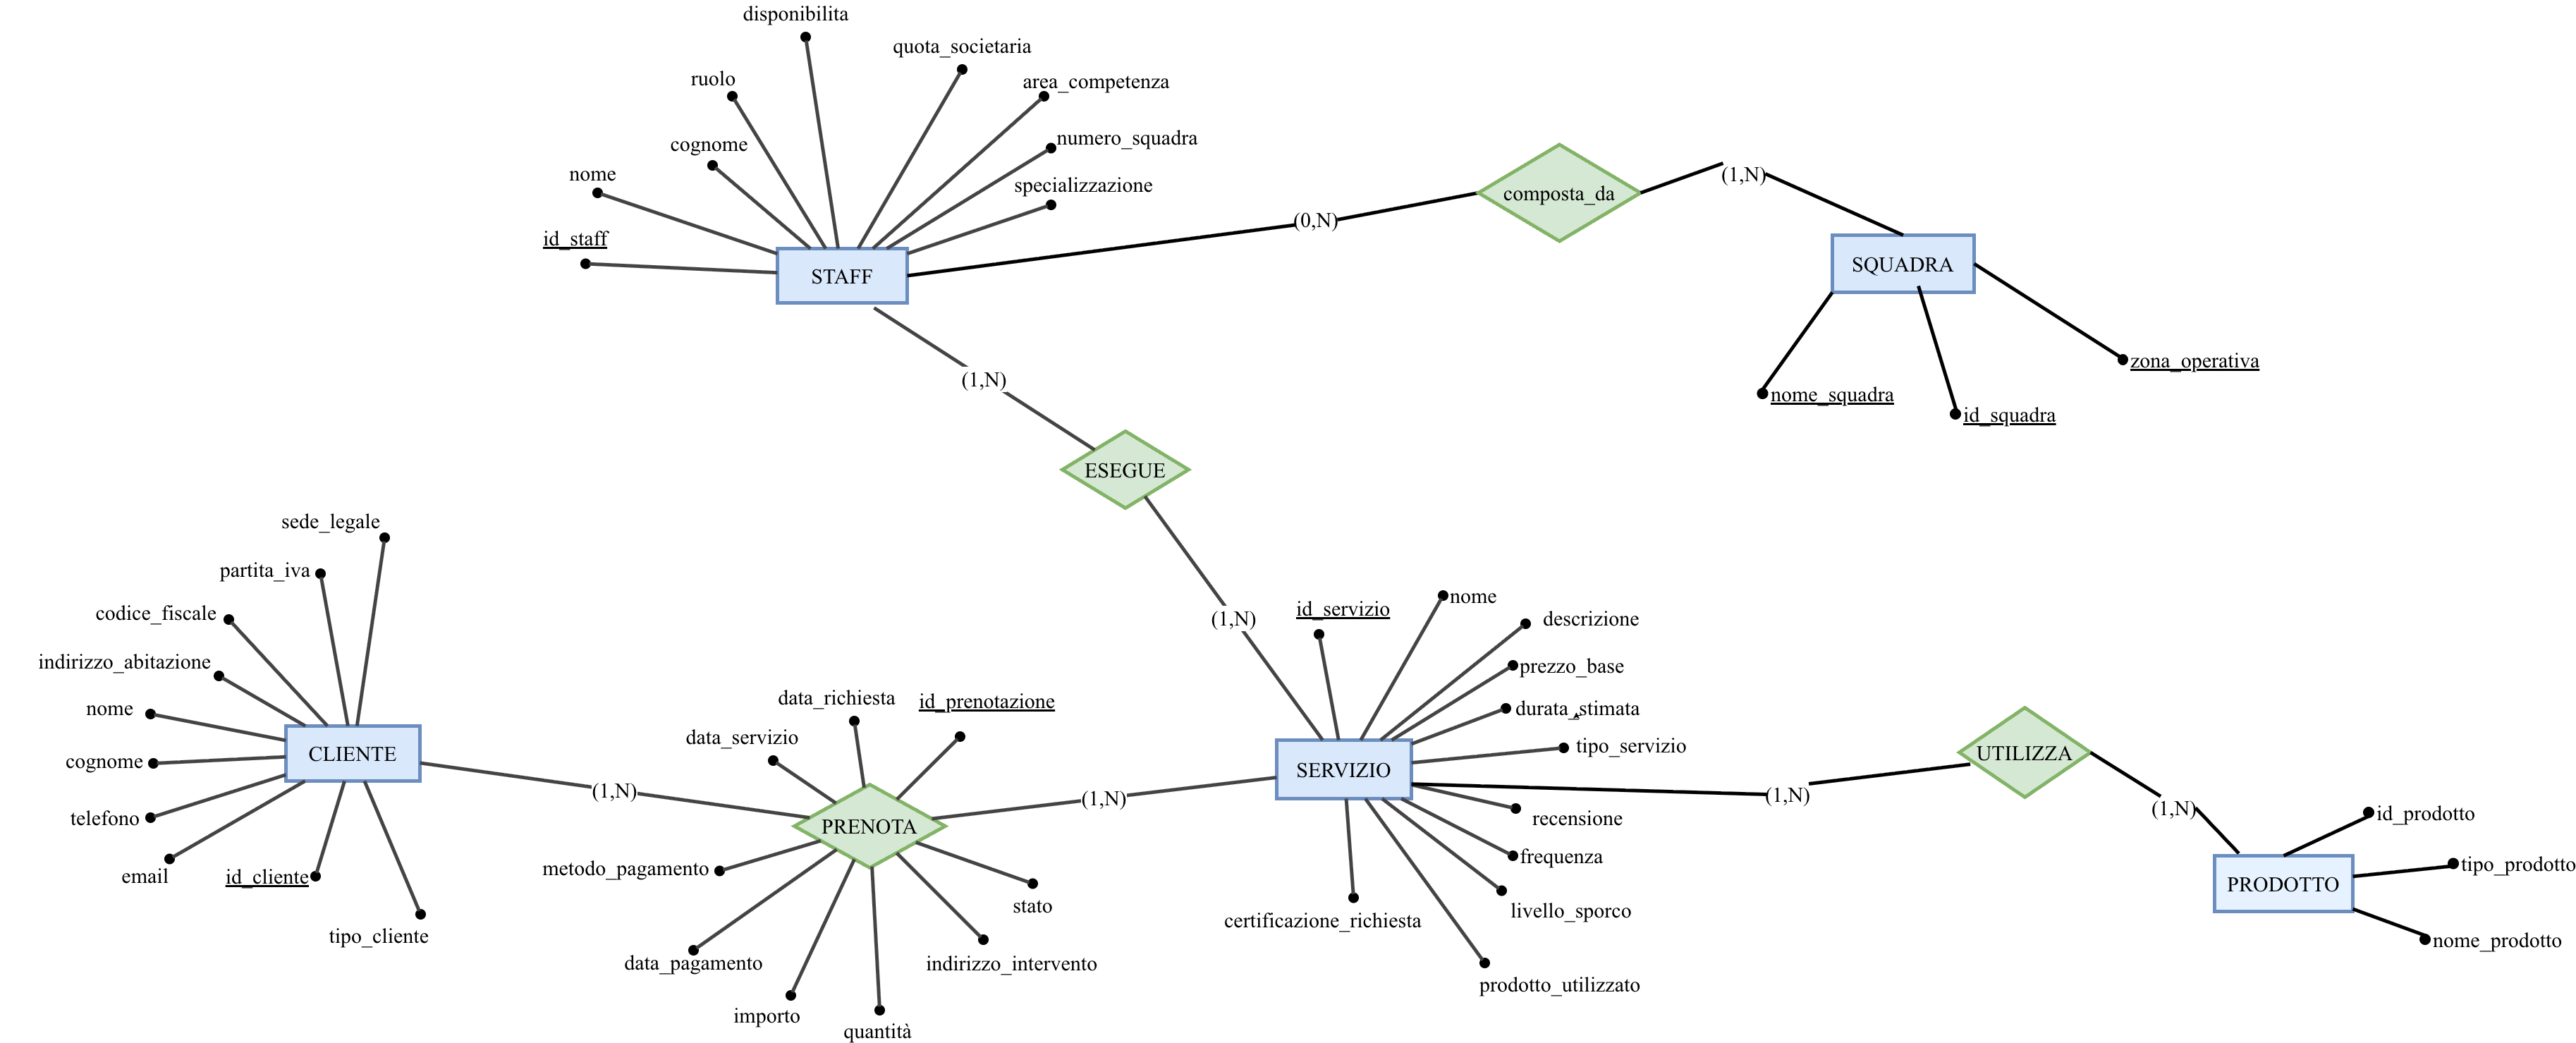 disponibilita
quota_societaria
ruolo
area_competenza
cognome
numero_squadra
nome
specializzazione
id_staff
STAFF
(0,N)
composta_da
(1,N)
SQUADRA
nome_squadra
id_squadra
zona_operativa
(1,N)
ESEGUE
(1,N)
sede_legale
partita_iva
codice_fiscale
indirizzo_abitazione
nome
cognome
telefono
email
id_cliente
tipo_cliente
CLIENTE
(1,N)
data_richiesta
id_prenotazione
data_servizio
PRENOTA
metodo_pagamento
data_pagamento
importo
quantità
indirizzo_intervento
stato
(1,N)
id_servizio
nome
descrizione
prezzo_base
durata_stimata
tipo_servizio
SERVIZIO
recensione
frequenza
livello_sporco
certificazione_richiesta
prodotto_utilizzato
(1,N)
UTILIZZA
(1,N)
id_prodotto
tipo_prodotto
PRODOTTO
nome_prodotto